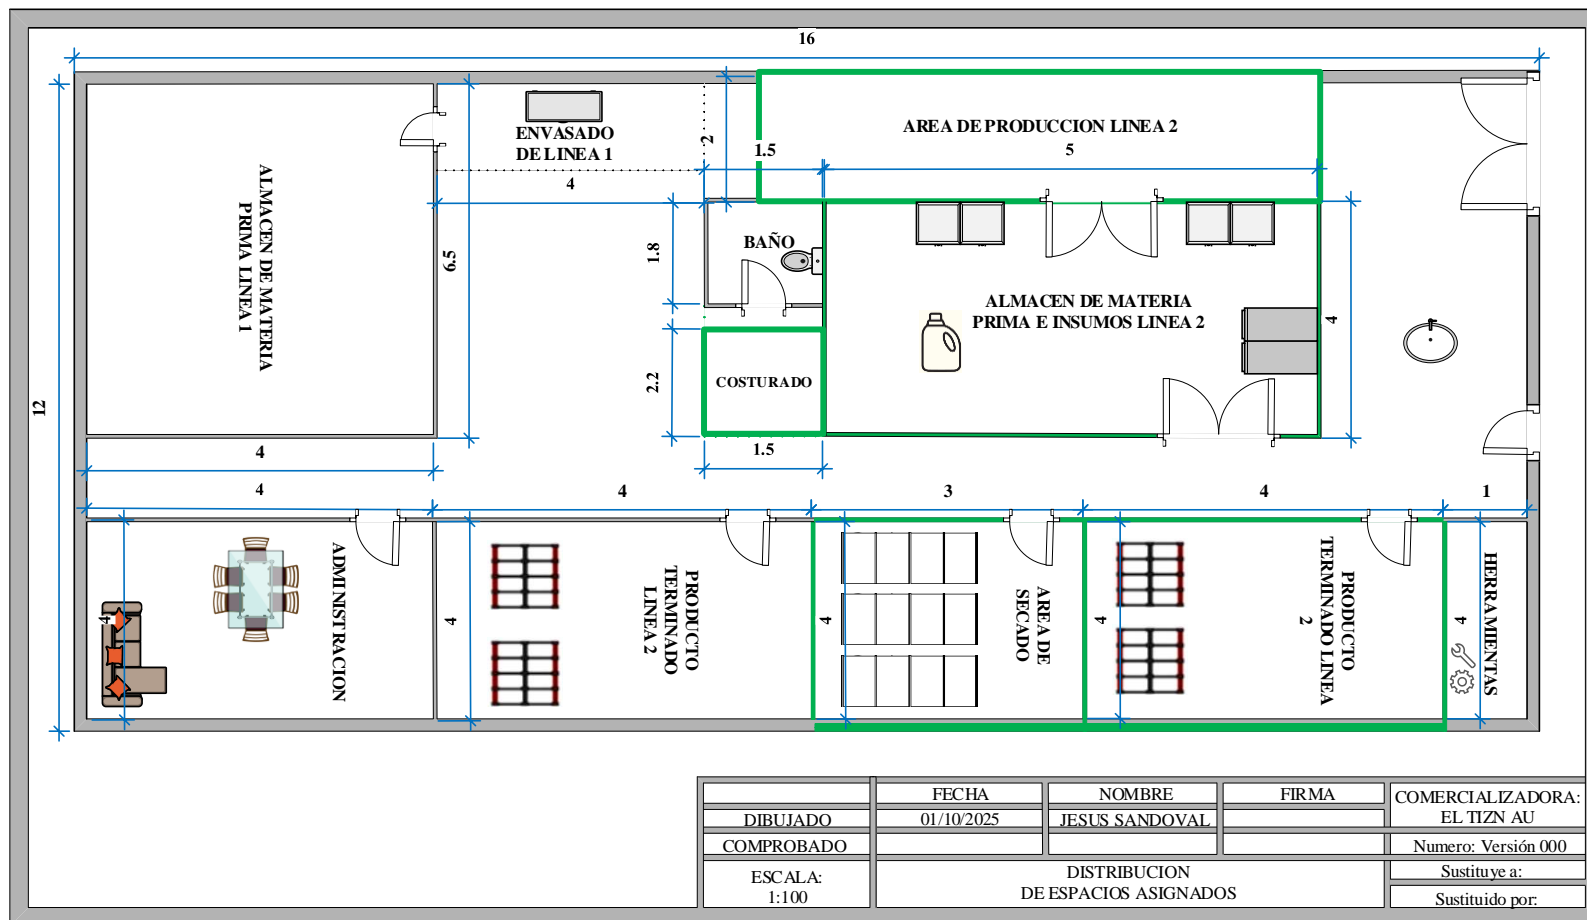 16
AREA DE PRODUCCION LINEA 2
ENVASADO
DE LINEA 1
2
1.5
5
4
ALMACEN DE MATERIA
PRIMA LINEA 1
6.5
BAÑO
1.8
ALMACEN DE MATERIA
PRIMA E INSUMOS LINEA 2
4
2.2
COSTURADO
12
1.5
4
4
4
3
4
1
ADMINISTRACION
4
PRODUCTO
TERMINADO
LINEA 2
4
AREA DE
SECADO
4
PRODUCTO
TERMINADO LINEA
2
4
HERRAMIENTAS
4
FECHA
NOMBRE
FIRMA
COMERCIALIZADORA:
EL TIZN AU
DIBUJADO
01/10/2025
JESUS SANDOVAL
COMPROBADO
Numero: Versión 000
ESCALA:
1:100
DISTRIBUCION
DE ESPACIOS ASIGNADOS
Sustituye a:
Sustituido por: